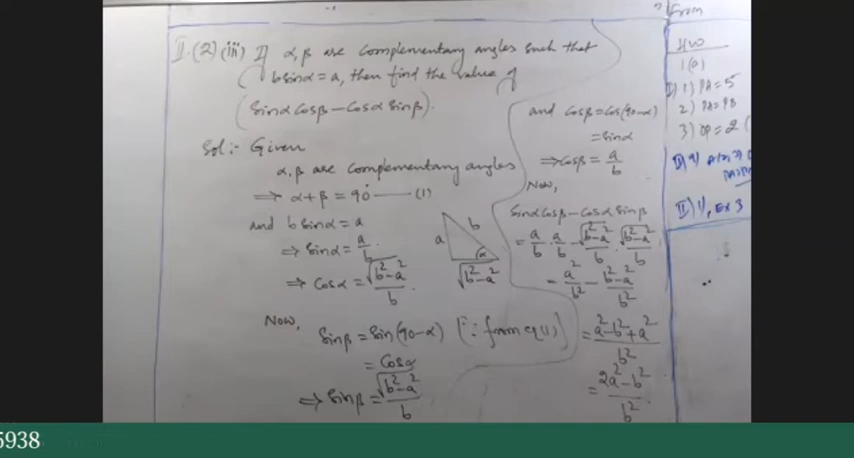 II.(2) (iii) If α, β are complementary angles such that
b sinα = a, then find the value of
(sinα cosβ – cosα sinβ).
Sol:- Given
α, β are complementary angles
⇒ α + β = 90° —— (1)
and b sinα = a
⇒ sinα = a/b
⇒ cosα = √(b²–a²)/b
a
b
α
√(b²–a²)
Now,
sinβ = sin(90–α) [∵ from eq (1)]
= cosα
⇒ sinβ = √(b²–a²)/b
and cosβ = cos(90–α)
= sinα
⇒ cosβ = a/b
Now,
sinα cosβ – cosα sinβ
= a/b · a/b – √(b²–a²)/b · √(b²–a²)/b
= a²/b² – (b²–a²)/b²
= (a²–b²+a²)/b²
= (2a²–b²)/b²
From
HW
1(a)
II) 1) PA = 5
2) PA = PB
II) 1), Ex 3
5938